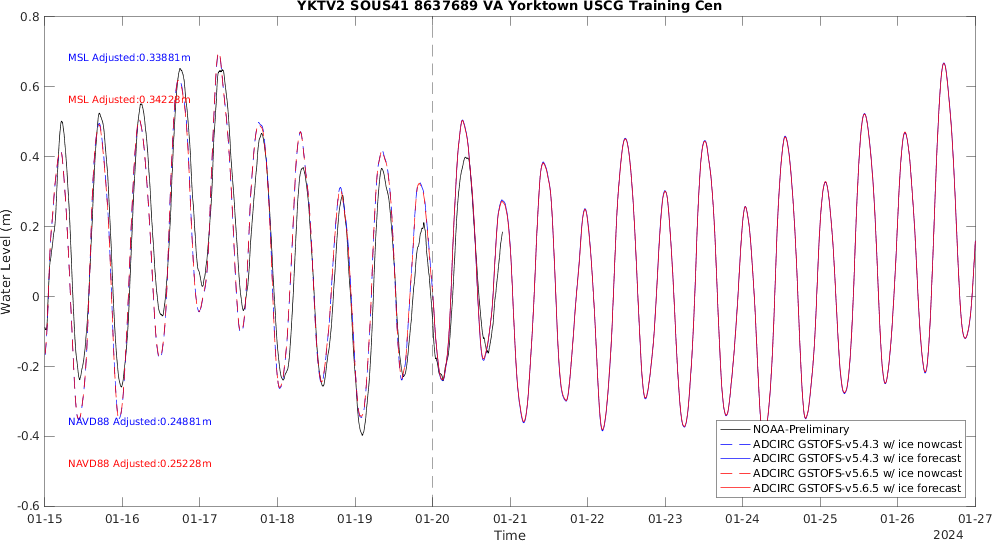 YKTV2 SOUS41 8637689 VA Yorktown USCG Training Cen
0.8
MSL Adjusted:0.33881m
0.6
MSL Adjusted:0.34228m
0.4
0.2
Water Level (m)
0
-0.2
NAVD88 Adjusted:0.24881m
-0.4
NOAA-Preliminary
ADCIRC GSTOFS-v5.4.3 w/ ice nowcast
ADCIRC GSTOFS-v5.4.3 w/ ice forecast
NAVD88 Adjusted:0.25228m
ADCIRC GSTOFS-v5.6.5 w/ ice nowcast
ADCIRC GSTOFS-v5.6.5 w/ ice forecast
-0.6
01-15 01-16 01-17 01-18 01-19 01-20 01-21 01-22 01-23 01-24 01-25 01-26 01-27
Time
2024